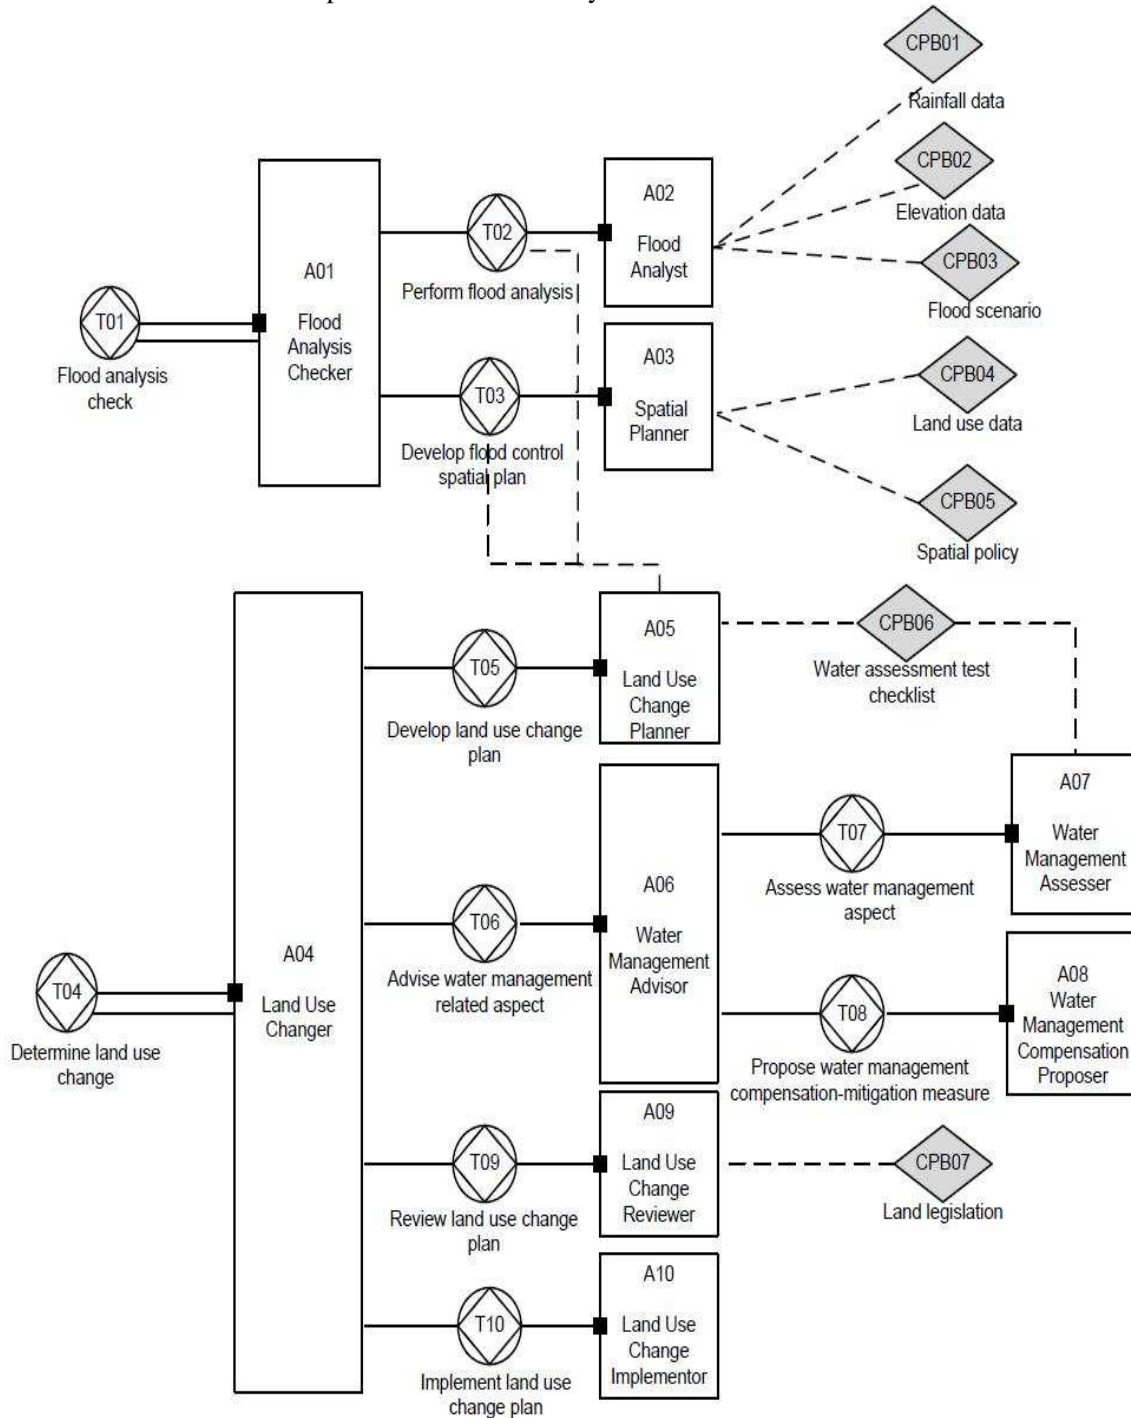 CPB01
Rainfall data
CPB02
Elevation data
CPB03
Flood scenario
CPB04
Land use data
CPB05
Spatial policy
A01
Flood
Analysis
Checker
T01
Flood analysis
check
T02
Perform flood analysis
A02
Flood
Analyst
T03
Develop flood control
spatial plan
A03
Spatial
Planner
A04
Land Use
Changer
T04
Determine land use
change
T05
Develop land use change
plan
A05
Land Use
Change
Planner
CPB06
Water assessment test
checklist
T06
Advise water management
related aspect
A06
Water
Management
Advisor
T07
Assess water management
aspect
A07
Water
Management
Assesser
T08
Propose water management
compensation-mitigation measure
A08
Water
Management
Compensation
Proposer
T09
Review land use change
plan
A09
Land Use
Change
Reviewer
CPB07
Land legislation
T10
Implement land use
change plan
A10
Land Use
Change
Implementor